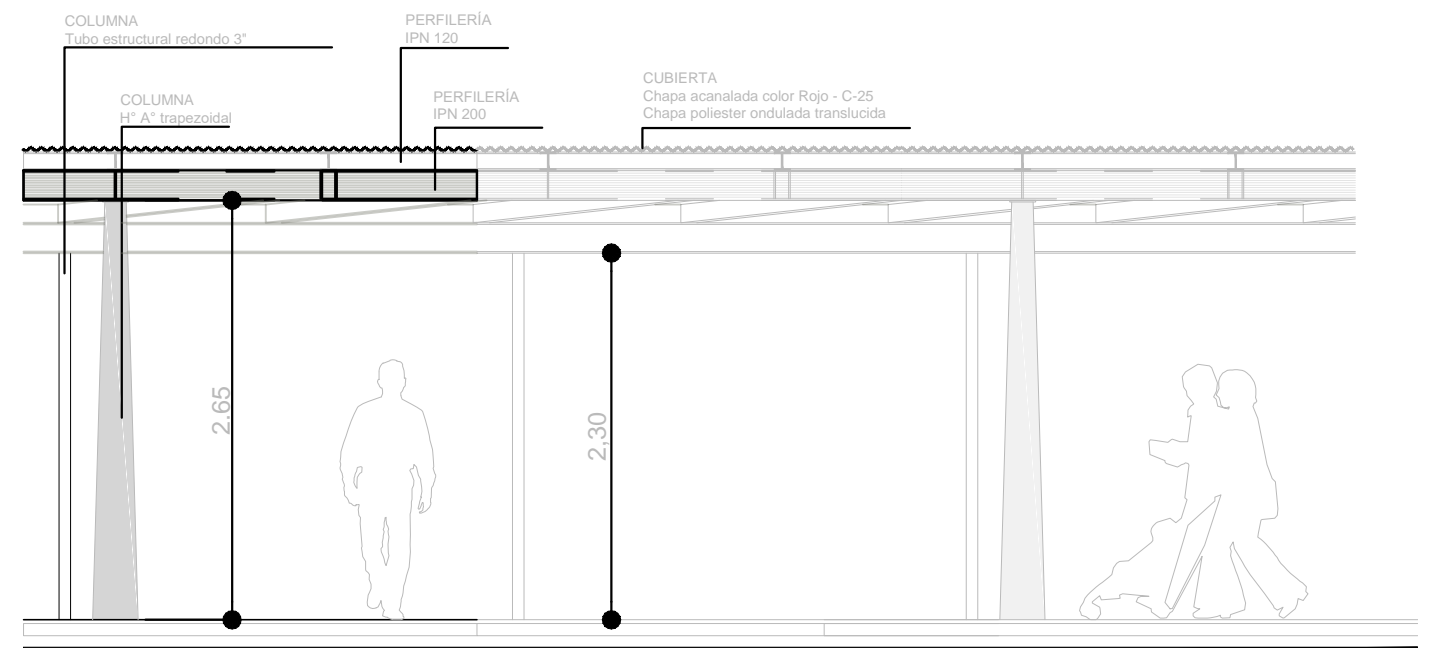 COLUMNA
Tubo estructural redondo 3"
PERFILERÍA
IPN 120
COLUMNA
H° A° trapezoidal
PERFILERÍA
IPN 200
CUBIERTA
Chapa acanalada color Rojo - C-25
Chapa poliester ondulada translucida
2.65
2,30